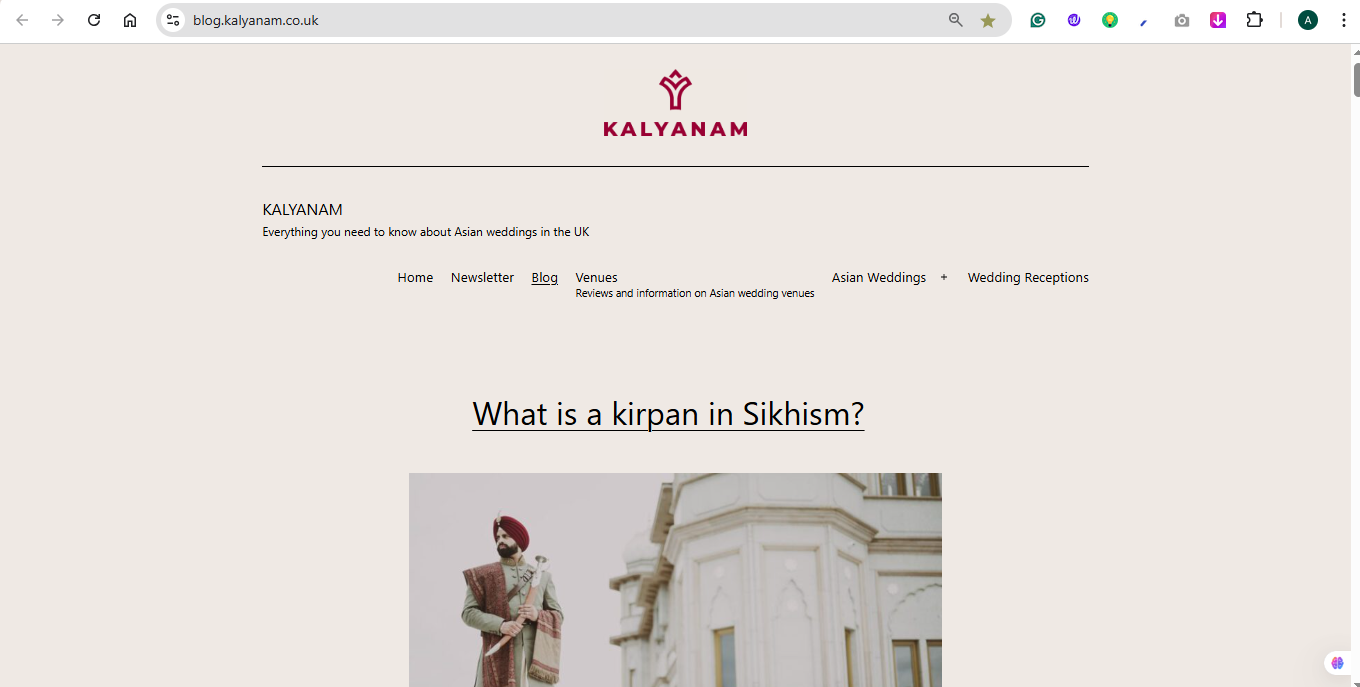 blog.kalyanam.co.uk
A
KALYANAM
KALYANAM
Everything you need to know about Asian weddings in the UK
Home Newsletter Blog Venues Asian Weddings + Wedding Receptions
Reviews and information on Asian wedding venues
What is a kirpan in Sikhism?